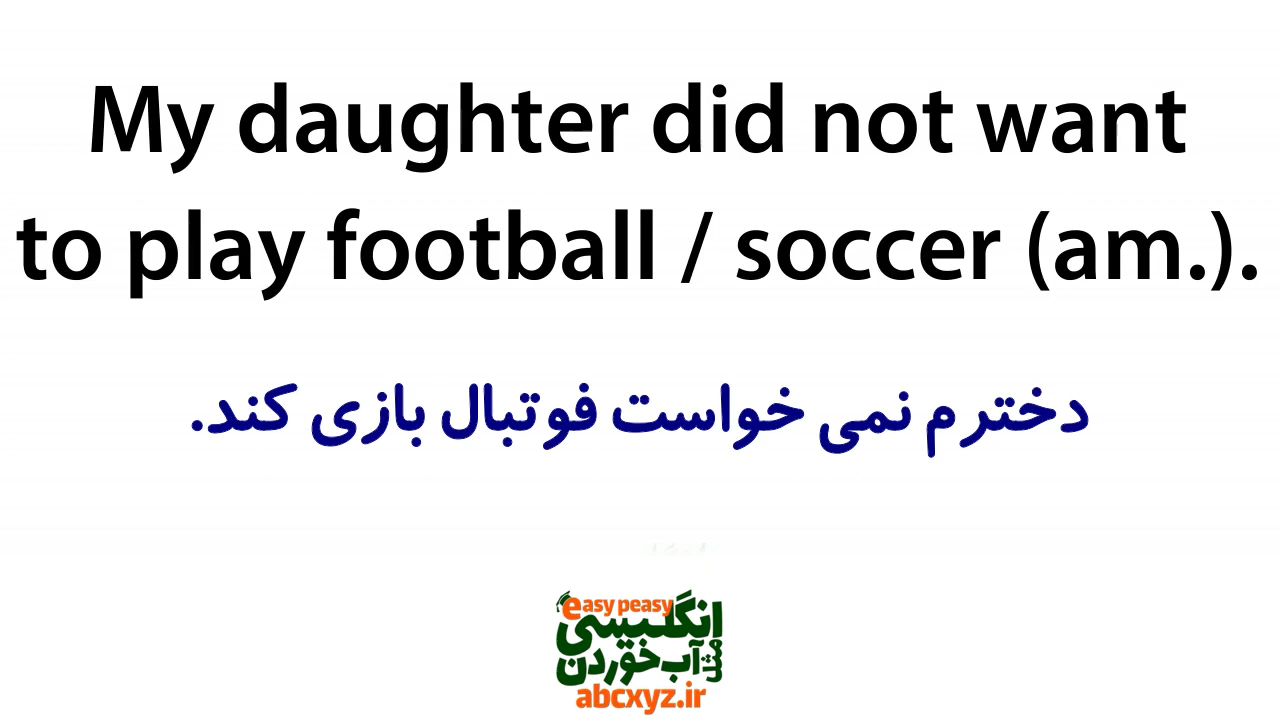 My daughter did not want
to play football / soccer (am.).
دخترم نمی خواست فوتبال بازی کند.
easy peasy
انگلیسی
مثل آب خوردن
abcxyz.ir